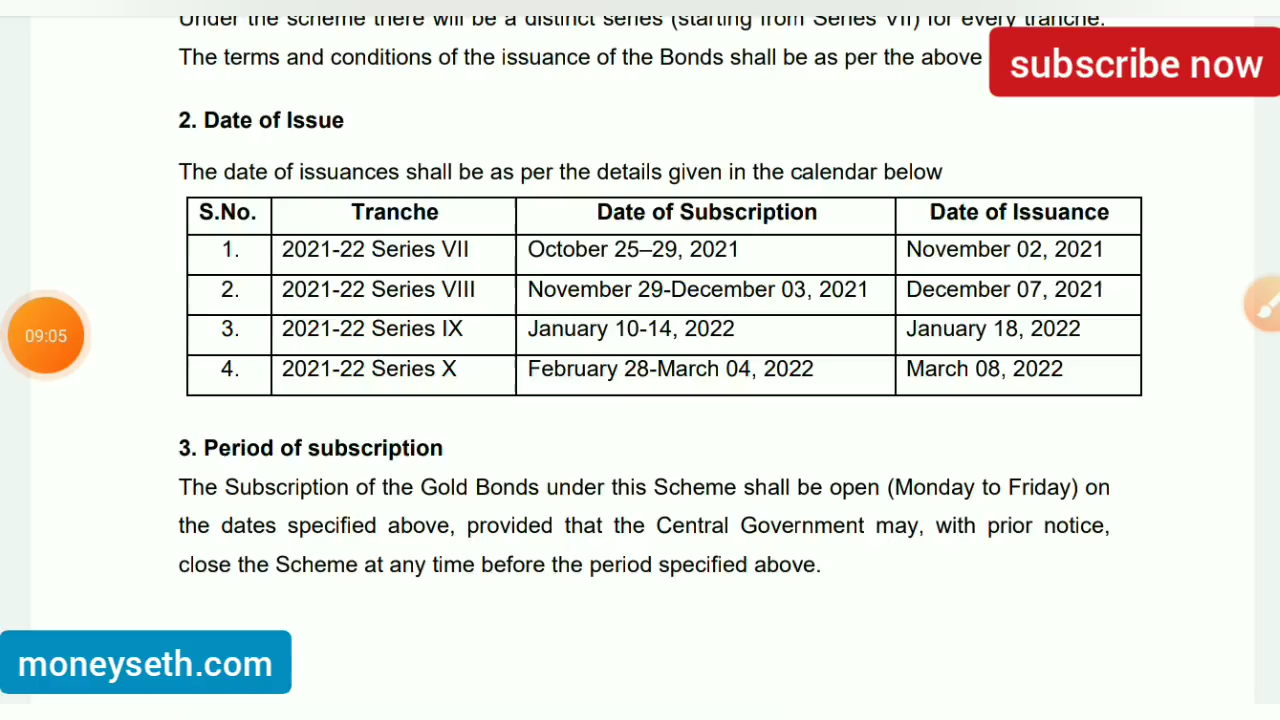 Under the scheme there will be a distinct series (starting from Series VII) for every tranche.
The terms and conditions of the issuance of the Bonds shall be as per the above
subscribe now
2. Date of Issue
The date of issuances shall be as per the details given in the calendar below
S.No. Tranche Date of Subscription Date of Issuance
1. 2021-22 Series VII October 25–29, 2021 November 02, 2021
2. 2021-22 Series VIII November 29-December 03, 2021 December 07, 2021
09:05
3. 2021-22 Series IX January 10-14, 2022 January 18, 2022
4. 2021-22 Series X February 28-March 04, 2022 March 08, 2022
3. Period of subscription
The Subscription of the Gold Bonds under this Scheme shall be open (Monday to Friday) on
the dates specified above, provided that the Central Government may, with prior notice,
close the Scheme at any time before the period specified above.
moneyseth.com